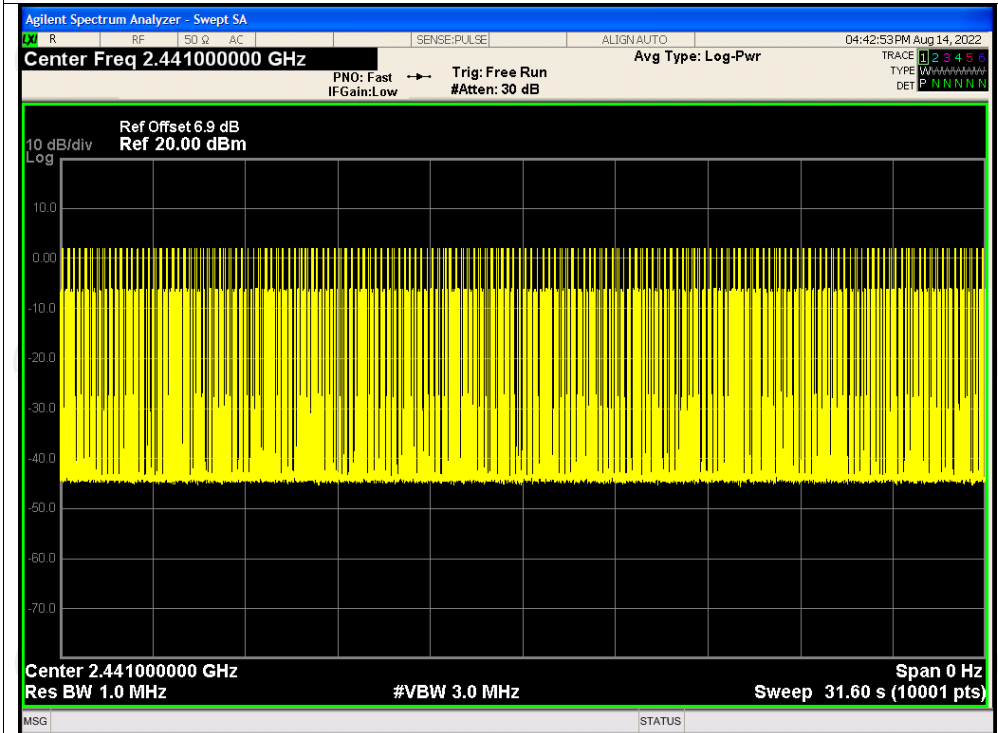 Agilent Spectrum Analyzer - Swept SA
LXI R RF 50 Ω AC SENSE:PULSE ALIGN AUTO 04:42:53 PM Aug 14, 2022
Center Freq 2.441000000 GHz Avg Type: Log-Pwr TRACE 1 2 3 4 5 6
PNO: Fast Trig: Free Run TYPE W
IFGain:Low #Atten: 30 dB DET P N N N N N
Ref Offset 6.9 dB
10 dB/div Ref 20.00 dBm
Log
10.0
0.00
-10.0
-20.0
-30.0
-40.0
-50.0
-60.0
-70.0
Center 2.441000000 GHz Span 0 Hz
Res BW 1.0 MHz #VBW 3.0 MHz Sweep 31.60 s (10001 pts)
MSG STATUS